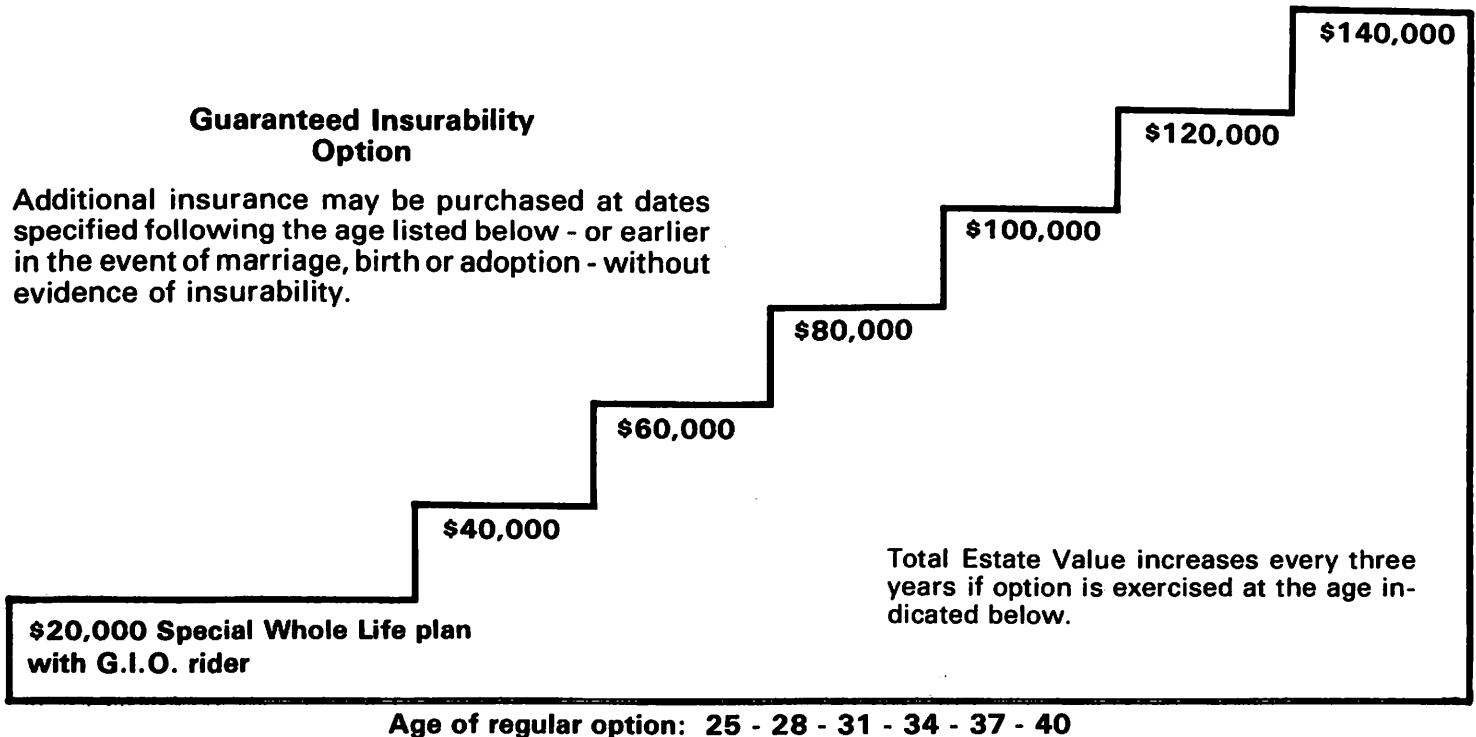 Guaranteed Insurability
Option
Additional insurance may be purchased at dates
specified following the age listed below - or earlier
in the event of marriage, birth or adoption - without
evidence of insurability.
$140,000
$120,000
$100,000
$80,000
$60,000
$40,000
$20,000 Special Whole Life plan
with G.I.O. rider
Total Estate Value increases every three
years if option is exercised at the age in-
dicated below.
Age of regular option: 25 - 28 - 31 - 34 - 37 - 40